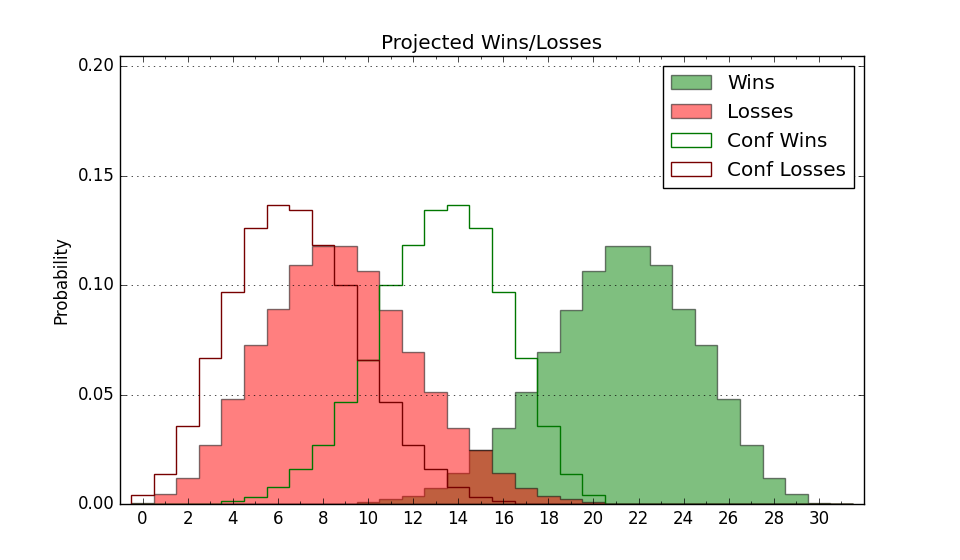 Projected Wins/Losses
0.20
0.15
0.10
0.05
0.00
Probability
Wins
Losses
Conf Wins
Conf Losses
0 2 4 6 8 10 12 14 16 18 20 22 24 26 28 30